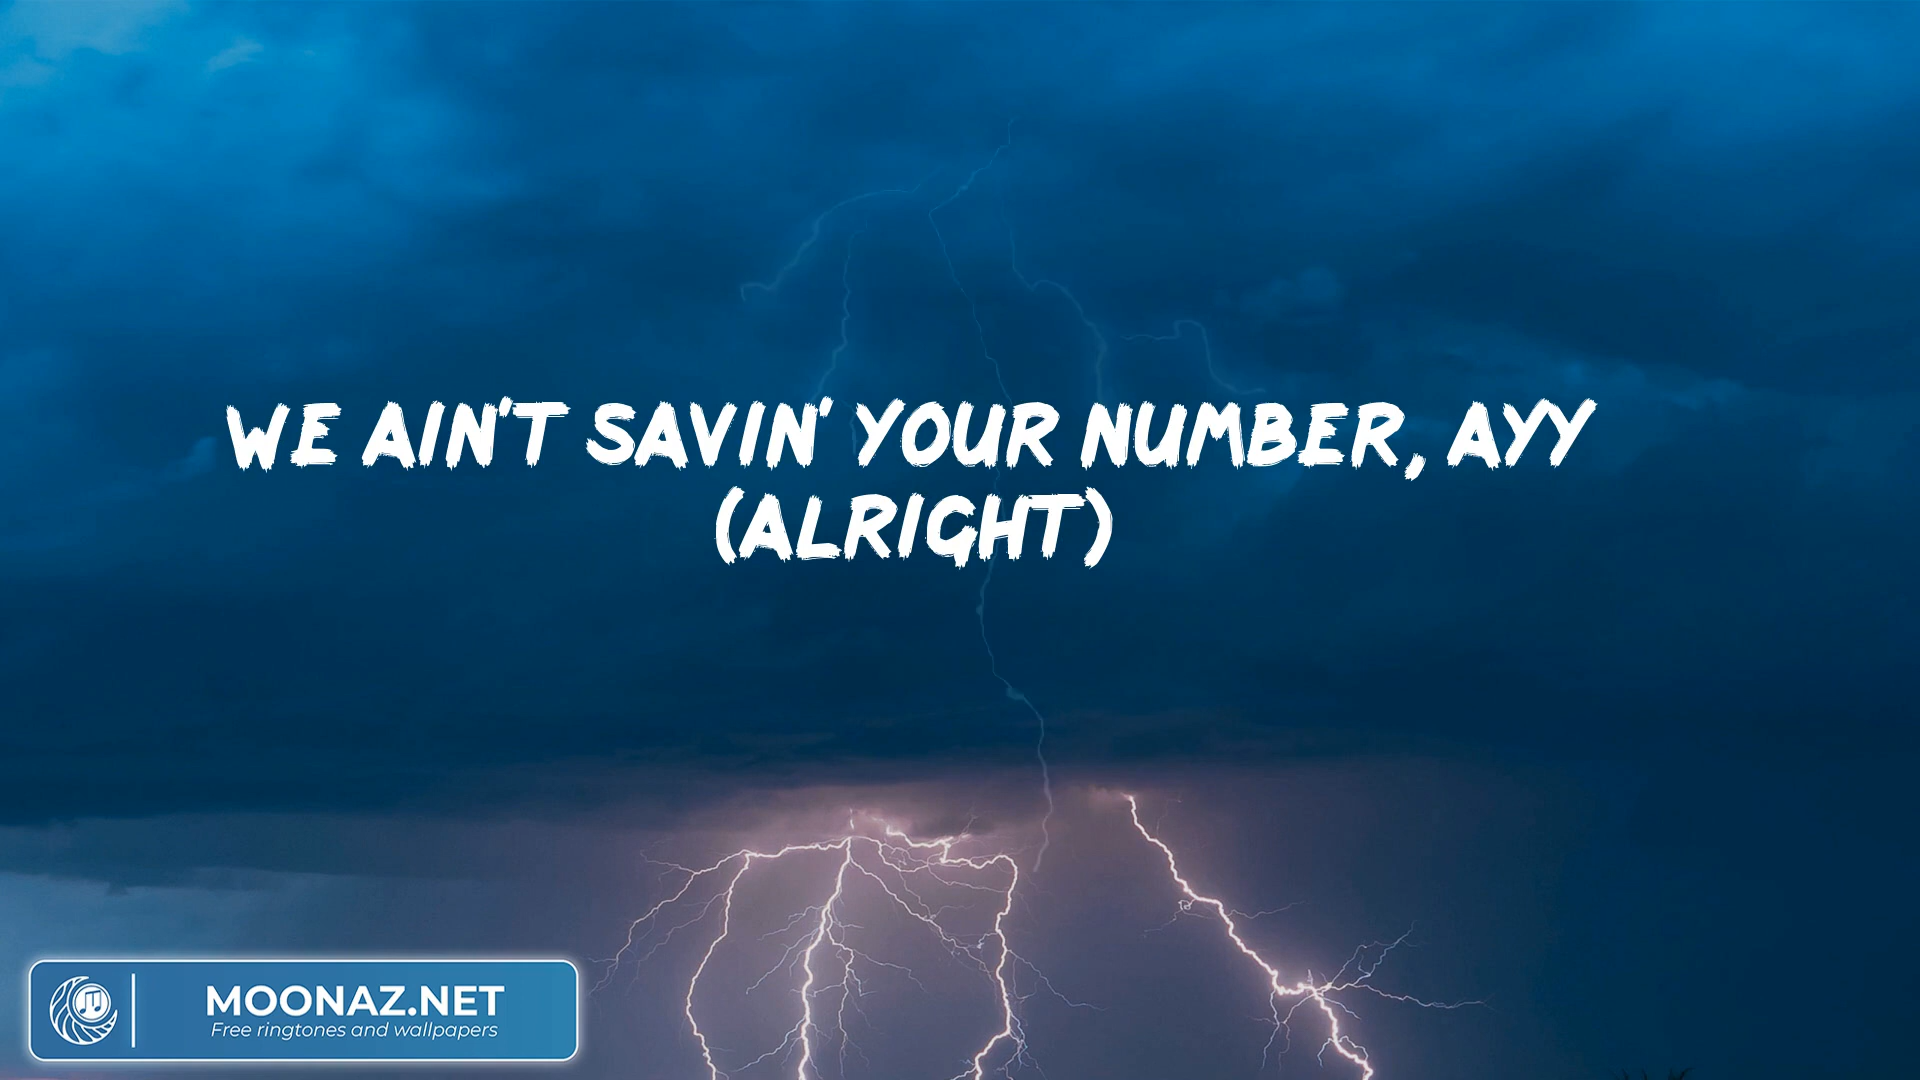 WE AIN'T SAVIN' YOUR NUMBER, AYY
(ALRIGHT)
MOONAZ.NET
Free ringtones and wallpapers